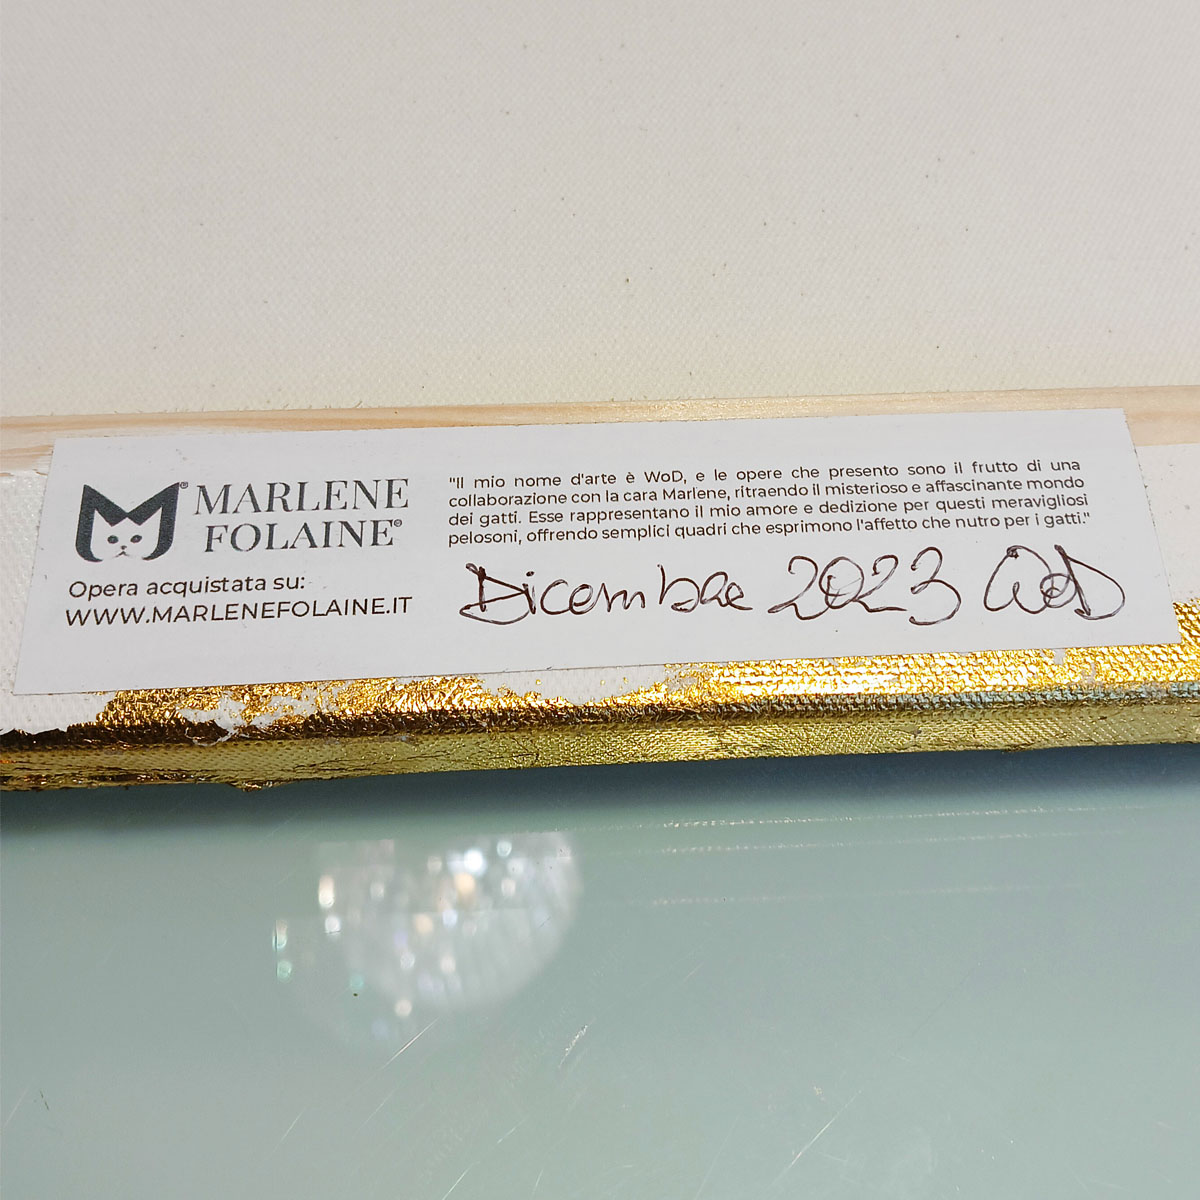 MARLENE
FOLAINE®
Opera acquistata su:
WWW.MARLENEFOLAINE.IT
"Il mio nome d'arte è WoD, e le opere che presento sono il frutto di una
collaborazione con la cara Marlene, ritraendo il misterioso e affascinante mondo
dei gatti. Esse rappresentano il mio amore e dedizione per questi meravigliosi
pelosoni, offrendo semplici quadri che esprimono l'affetto che nutro per i gatti."
Dicembre 2023 WoD